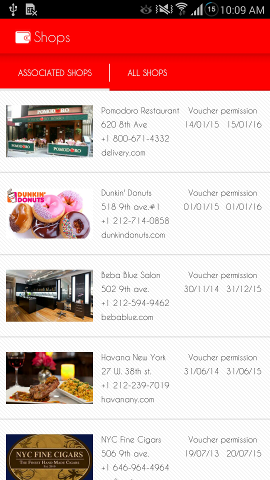 15 10:09 AM
Shops
ASSOCIATED SHOPS ALL SHOPS
POMODORO
Pomodoro Restaurant Voucher permission
620 8th Ave 14/01/15 15/01/16
+1 800-671-4332
delivery.com
DUNKIN' DONUTS
Dunkin' Donuts Voucher permission
518 9th ave,#1 01/01/15 01/01/16
+1 212-714-0858
dunkindonuts.com
Beba Blue Salon Voucher permission
502 9th ave. 30/11/14 31/12/15
+1 212-594-9462
bebablue.com
Havana New York Voucher permission
27 W. 38th st. 31/06/14 31/06/15
+1 212-239-7019
havanany.com
NYC FINE CIGARS
THE FINEST HAND MADE CIGARS
NYC Fine Cigars Voucher permission
506 9th ave. 19/07/13 20/07/15
+1 646-964-4964